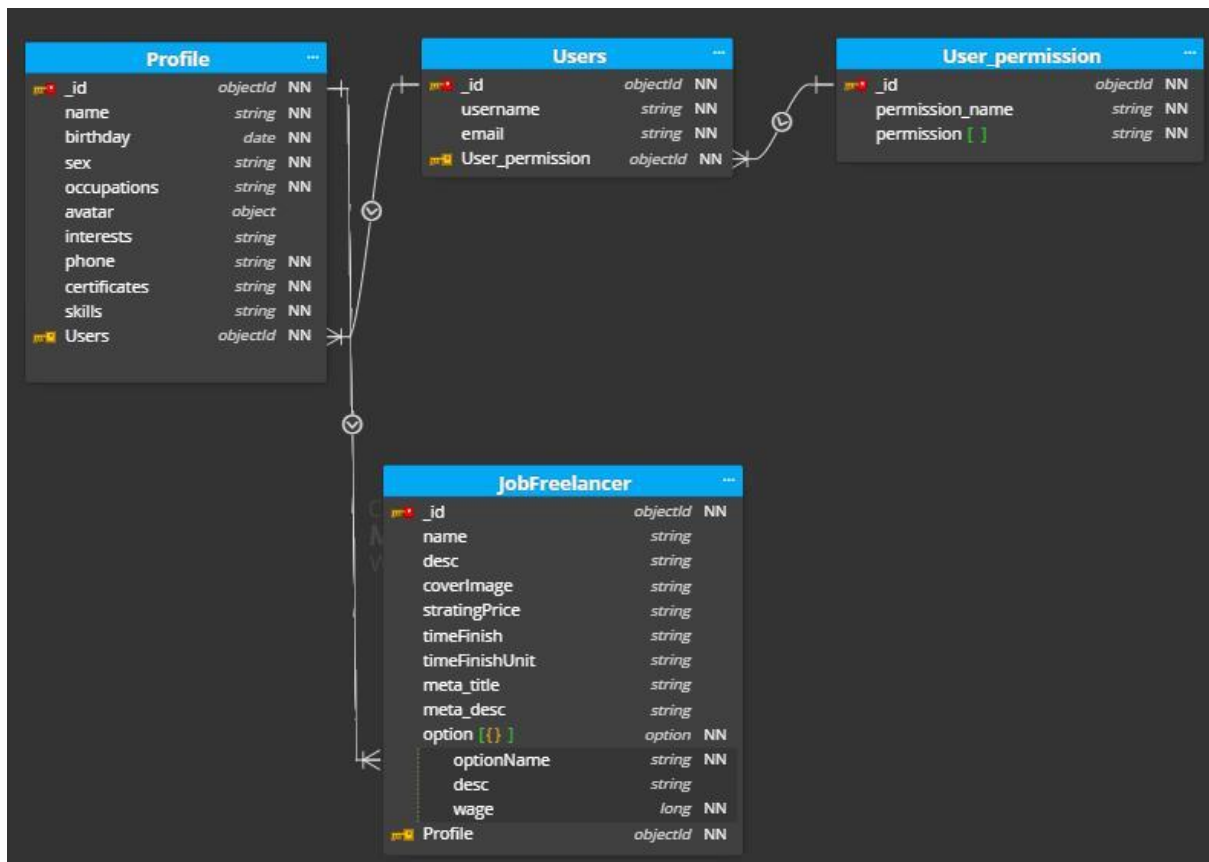 Profile ...
_id objectId NN
name string NN
birthday date NN
sex string NN
occupations string NN
avatar object
interests string
phone string NN
certificates string NN
skills string NN
Users objectId NN
Users ...
_id objectId NN
username string NN
email string NN
User_permission objectId NN
User_permission ...
_id objectId NN
permission_name string NN
permission [ ] string NN
JobFreelancer ...
_id objectId NN
name string
desc string
coverImage string
stratingPrice string
timeFinish string
timeFinishUnit string
meta_title string
meta_desc string
option [{} ] option NN
optionName string NN
desc string
wage long NN
Profile objectId NN